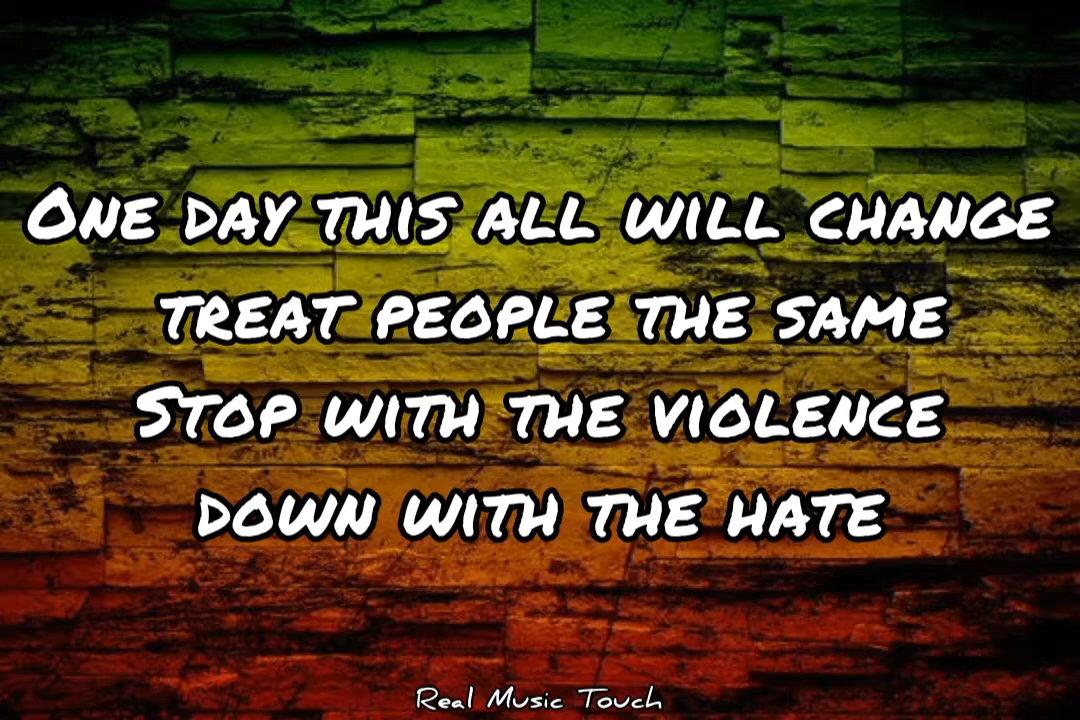 One day this all will change
treat people the same
Stop with the violence
down with the hate
Real Music Touch